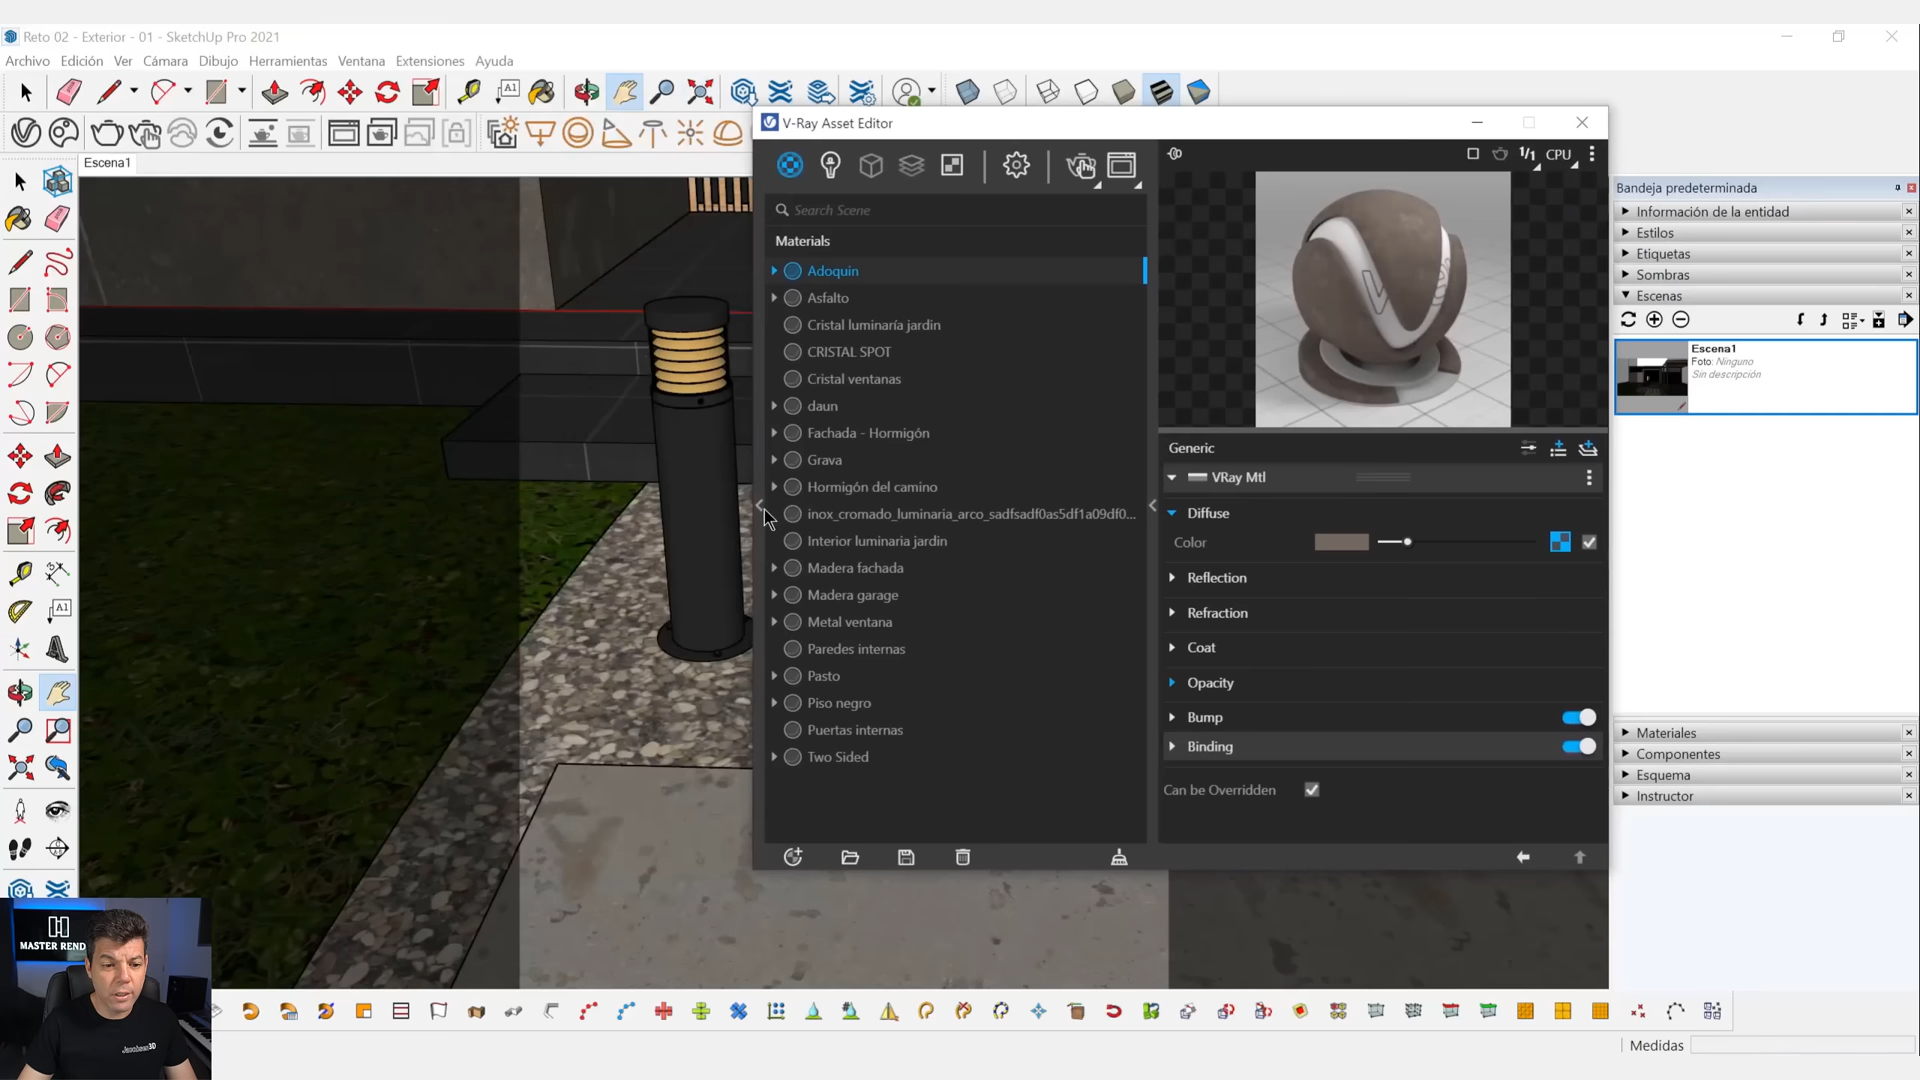 Reto 02 - Exterior - 01 - SketchUp Pro 2021
Archivo Edición Ver Cámara Dibujo Herramientas Ventana Extensiones Ayuda
Escena1
V-Ray Asset Editor
Search Scene
Materials
Adoquin
Asfalto
Cristal luminaría jardin
CRISTAL SPOT
Cristal ventanas
daun
Fachada - Hormigón
Grava
Hormigón del camino
inox_cromado_luminaria_arco_sadfsadf0as5df1a09df0...
Interior luminaria jardin
Madera fachada
Madera garage
Metal ventana
Paredes internas
Pasto
Piso negro
Puertas internas
Two Sided
1/1 CPU
Generic
VRay Mtl
Diffuse
Color
Reflection
Refraction
Coat
Opacity
Bump
Binding
Can be Overridden
Bandeja predeterminada
Información de la entidad
Estilos
Etiquetas
Sombras
Escenas
Escena1
Foto: Ninguno
Sin descripción
Materiales
Componentes
Esquema
Instructor
MASTER REND
Medidas